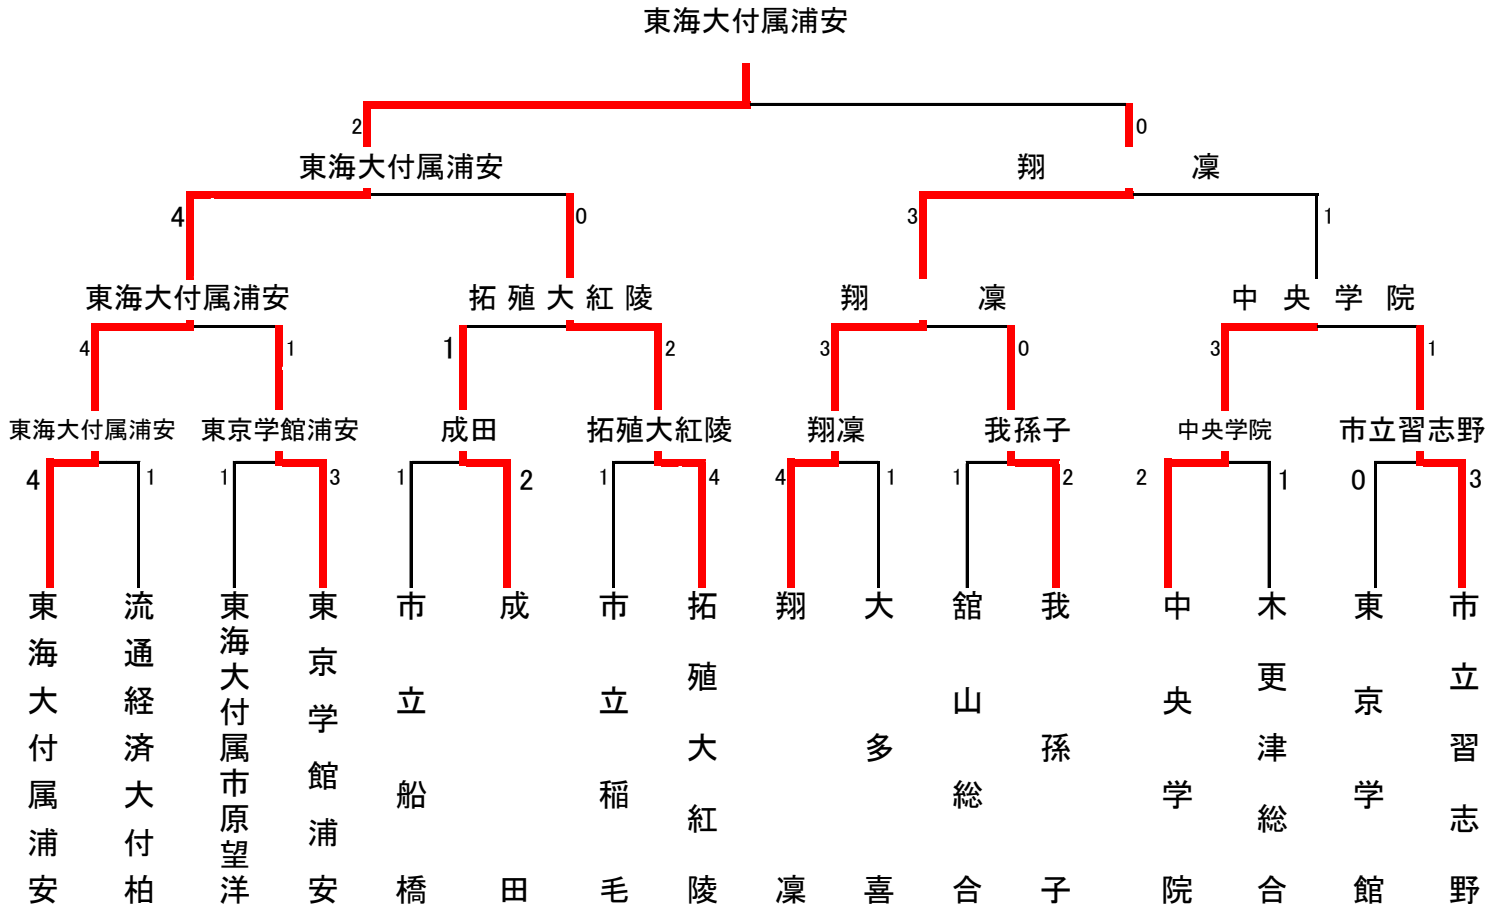 東海大付属浦安
2 0
東海大付属浦安 翔凜
4 0 3 1
東海大付属浦安 拓殖大紅陵 翔凜 中央学院
4 1 1 2 3 0 3 1
東海大付属浦安 東京学館浦安 成田 拓殖大紅陵 翔凜 我孫子 中央学院 市立習志野
4 1 1 3 1 2 1 4 4 1 1 2 2 1 0 3
東海大付属浦安
流通経済大付柏
東海大付属市原望洋
東京学館浦安
市立船橋
成田
市立稲毛
拓殖大紅陵
翔凜
大多喜
舘山総合
我孫子
中央学院
木更津総合
東京学館
市立習志野